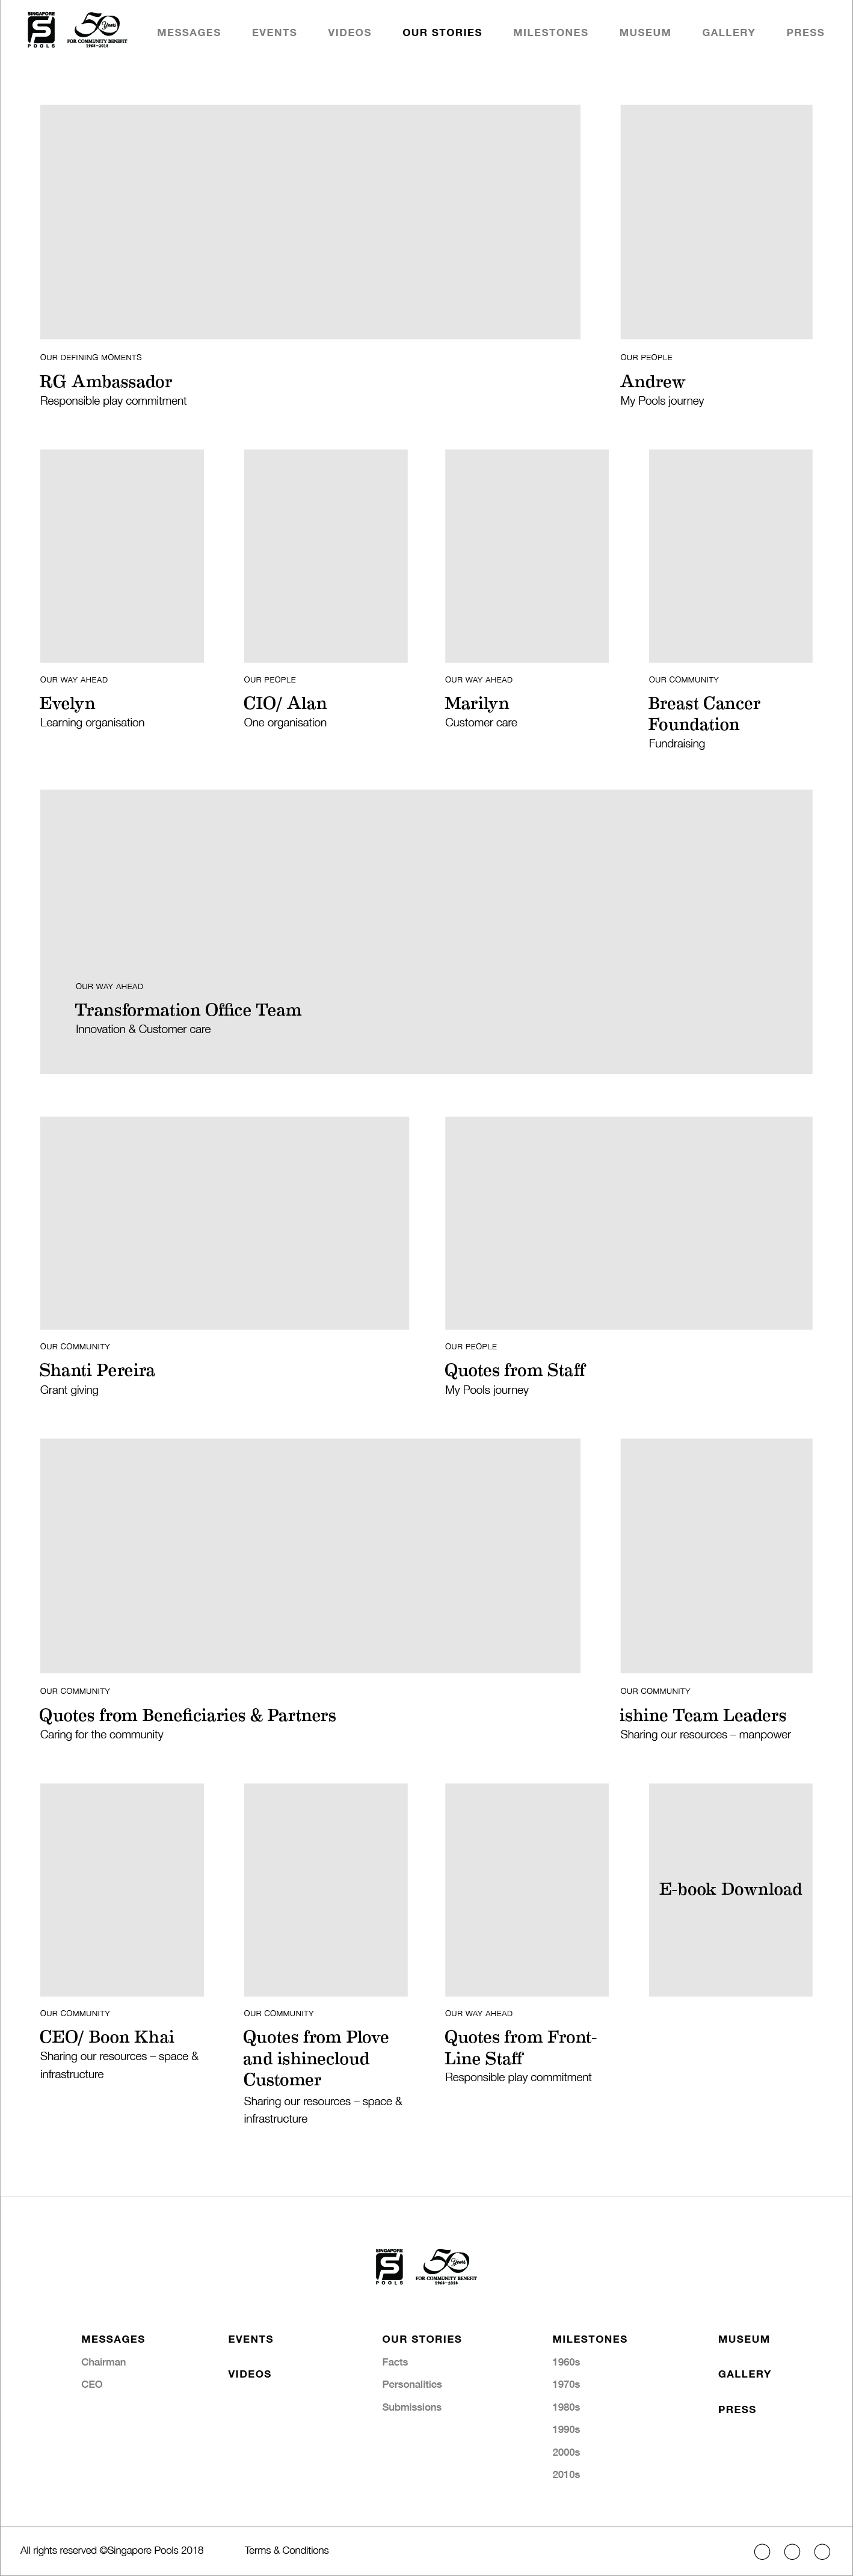 SINGAPORE
POOLS
50 Years
FOR COMMUNITY BENEFIT
1968–2018
MESSAGES EVENTS VIDEOS OUR STORIES MILESTONES MUSEUM GALLERY PRESS
OUR DEFINING MOMENTS
RG Ambassador
Responsible play commitment
OUR PEOPLE
Andrew
My Pools journey
OUR WAY AHEAD
Evelyn
Learning organisation
OUR PEOPLE
CIO/ Alan
One organisation
OUR WAY AHEAD
Marilyn
Customer care
OUR COMMUNITY
Breast Cancer
Foundation
Fundraising
OUR WAY AHEAD
Transformation Office Team
Innovation & Customer care
OUR COMMUNITY
Shanti Pereira
Grant giving
OUR PEOPLE
Quotes from Staff
My Pools journey
OUR COMMUNITY
Quotes from Beneficiaries & Partners
Caring for the community
OUR COMMUNITY
ishine Team Leaders
Sharing our resources – manpower
OUR COMMUNITY
CEO/ Boon Khai
Sharing our resources – space &
infrastructure
OUR COMMUNITY
Quotes from Plove
and ishinecloud
Customer
Sharing our resources – space &
infrastructure
OUR WAY AHEAD
Quotes from Front-
Line Staff
Responsible play commitment
E-book Download
SINGAPORE
POOLS
50 Years
FOR COMMUNITY BENEFIT
1968–2018
MESSAGES
Chairman
CEO
EVENTS
VIDEOS
OUR STORIES
Facts
Personalities
Submissions
MILESTONES
1960s
1970s
1980s
1990s
2000s
2010s
MUSEUM
GALLERY
PRESS
All rights reserved ©Singapore Pools 2018 Terms & Conditions